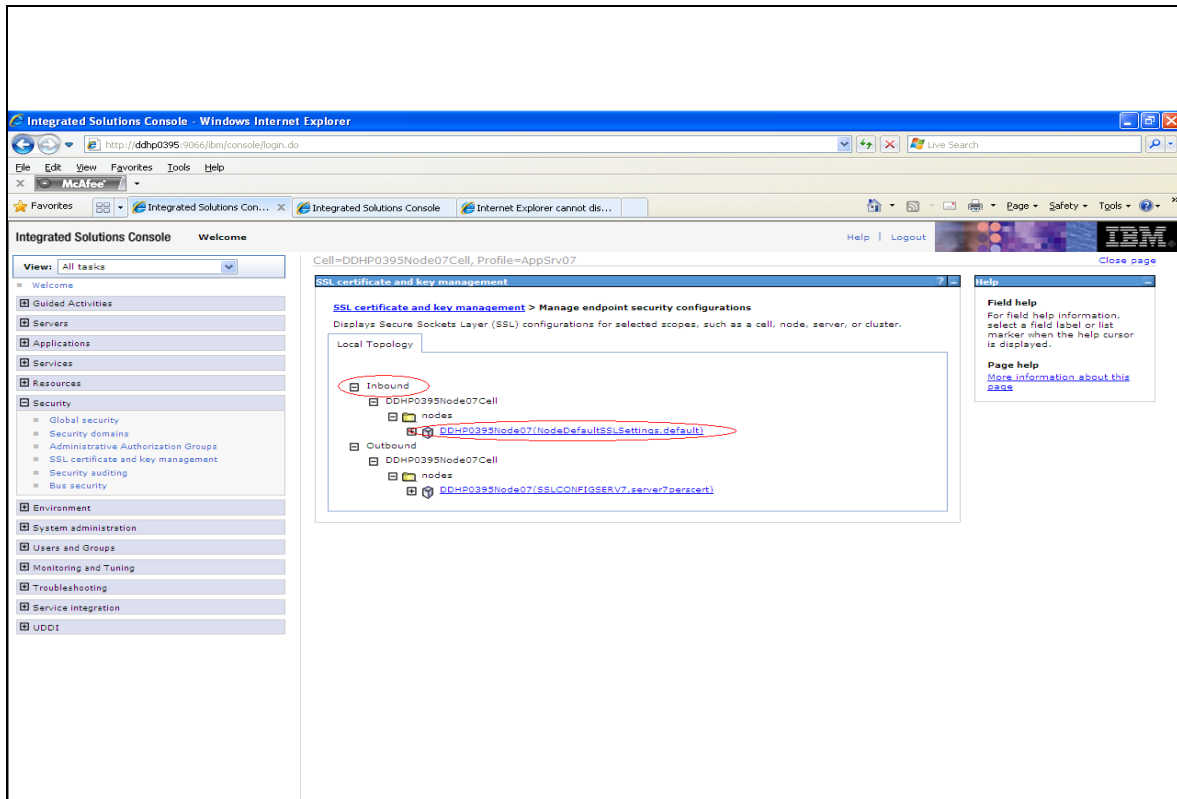 Integrated Solutions Console - Windows Internet Explorer
http://ddhp0395:9066/ibm/console/login.do
Live Search
File Edit View Favorites Tools Help
McAfee
Favorites
Integrated Solutions Con...
Integrated Solutions Console
Internet Explorer cannot dis...
Page Safety Tools
Integrated Solutions Console Welcome
Help | Logout
IBM
Cell=DDHP0395Node07Cell, Profile=AppSrv07
Close page
View: All tasks
Welcome
Guided Activities
Servers
Applications
Services
Resources
Security
Global security
Security domains
Administrative Authorization Groups
SSL certificate and key management
Security auditing
Bus security
Environment
System administration
Users and Groups
Monitoring and Tuning
Troubleshooting
Service integration
UDDI
SSL certificate and key management
SSL certificate and key management > Manage endpoint security configurations
Displays Secure Sockets Layer (SSL) configurations for selected scopes, such as a cell, node, server, or cluster.
Local Topology
Inbound
DDHP0395Node07Cell
nodes
DDHP0395Node07(NodeDefaultSSLSettings,default)
Outbound
DDHP0395Node07Cell
nodes
DDHP0395Node07(SSLCONFIGSERV7,server7perscert)
Help
Field help
For field help information,
select a field label or list
marker when the help cursor
is displayed.
Page help
More information about this
page